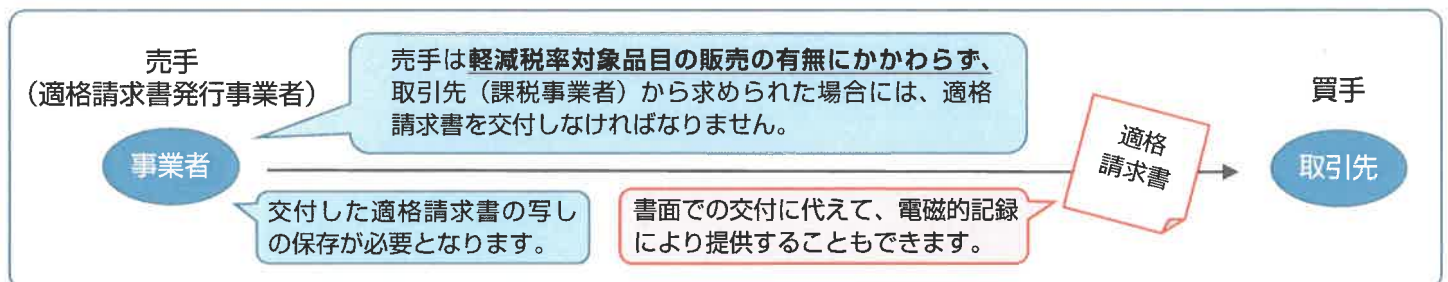 売手
（適格請求書発行事業者）
事業者
売手は軽減税率対象品目の販売の有無にかかわらず、
取引先（課税事業者）から求められた場合には、適格
請求書を交付しなければなりません。
交付した適格請求書の写し
の保存が必要となります。
書面での交付に代えて、電磁的記録
により提供することもできます。
適格
請求書
買手
取引先